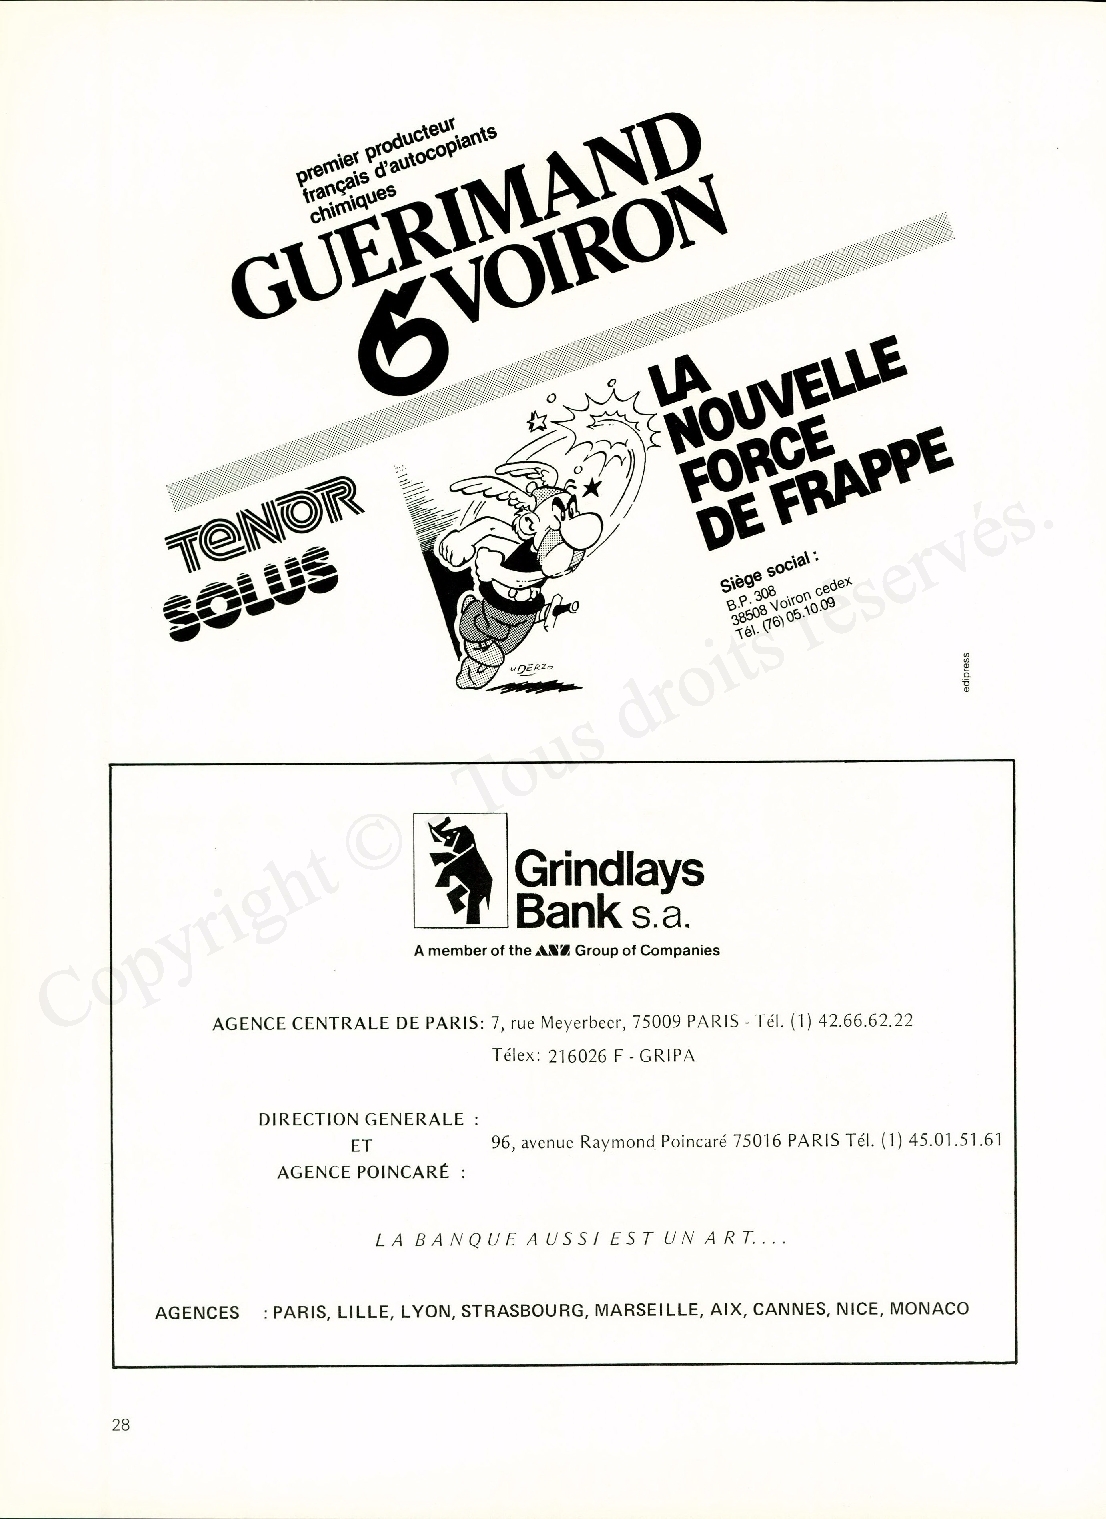 premier producteur
français d'autocopiants
chimiques
GUERIMAND
VOIRON
LA
NOUVELLE
FORCE
DE FRAPPE
TENOR
SOLUS
Siège social :
B.P. 308
38508 Voiron cedex
Tél. (76) 05.10.09
UDERZO
edipress
Copyright © Tous droits réservés.
Grindlays
Bank s.a.
A member of the ANZ Group of Companies
AGENCE CENTRALE DE PARIS: 7, rue Meyerbeer, 75009 PARIS - Tél. (1) 42.66.62.22
Télex: 216026 F - GRIPA
DIRECTION GENERALE :
ET 96, avenue Raymond Poincaré 75016 PARIS Tél. (1) 45.01.51.61
AGENCE POINCARÉ :
LA BANQUE AUSSI EST UN ART....
AGENCES : PARIS, LILLE, LYON, STRASBOURG, MARSEILLE, AIX, CANNES, NICE, MONACO
28